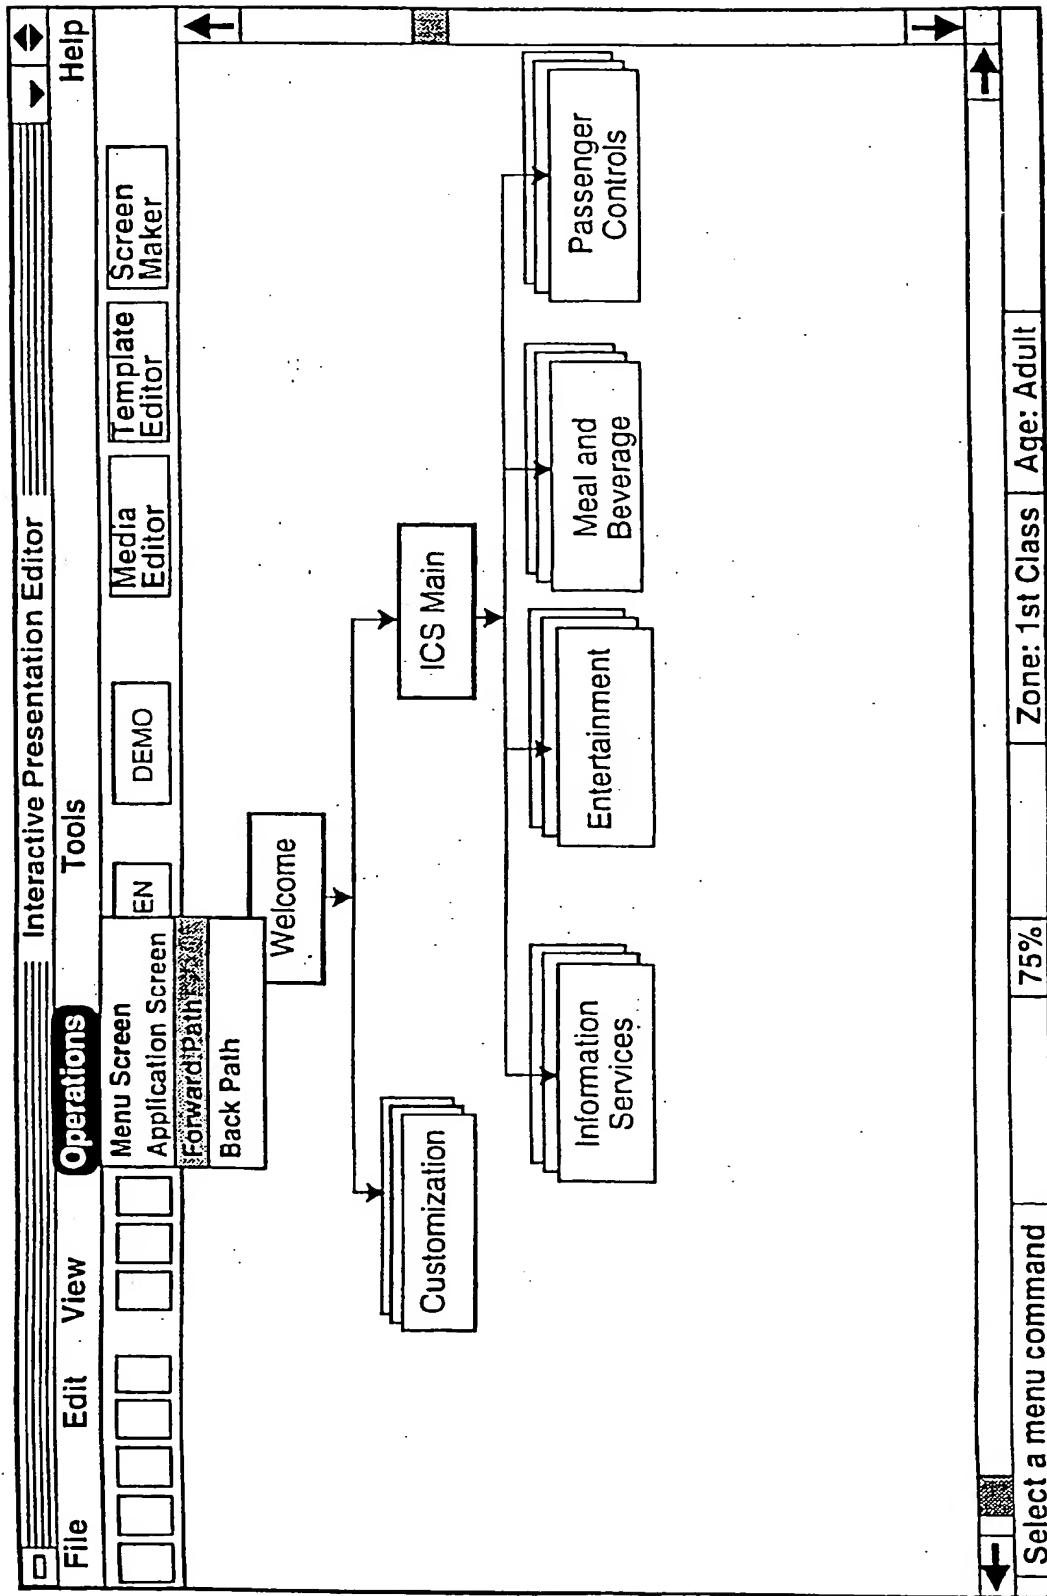 Interactive Presentation Editor
File Edit View Operations Tools Help
EN DEMO Media Editor Template Editor Screen Maker
Menu Screen
Application Screen
Forward Path
Back Path
Welcome
Customization
ICS Main
Information
Services
Entertainment
Meal and
Beverage
Passenger
Controls
Select a menu command 75% Zone: 1st Class Age: Adult